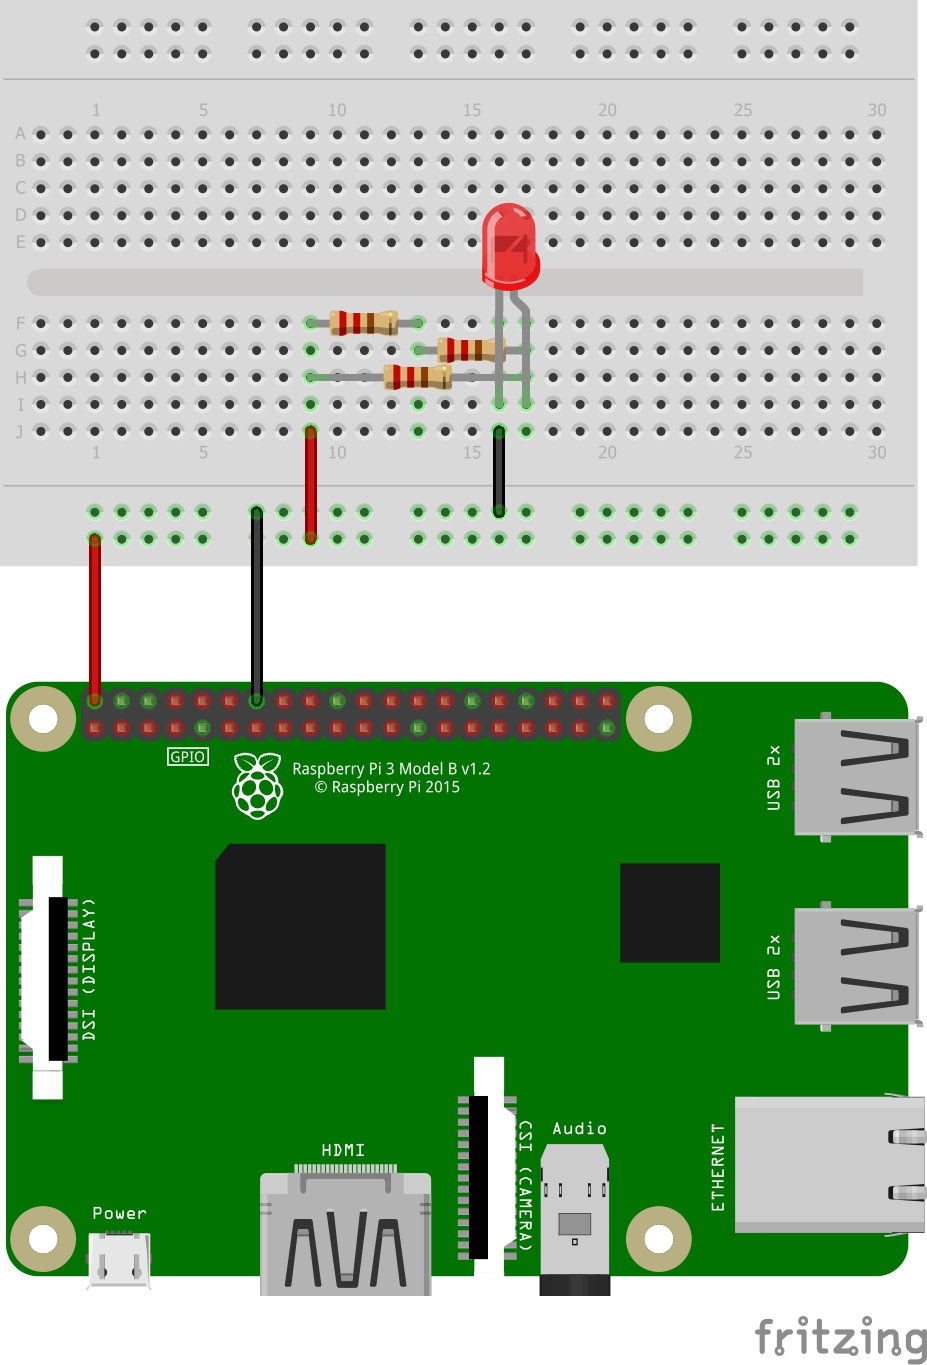 1 5 10 15 20 25 30
A
B
C
D
E
F
G
H
I
J
1 5 10 15 20 25 30
GPIO
Raspberry Pi 3 Model B v1.2
© Raspberry Pi 2015
USB 2x
DSI (DISPLAY)
USB 2x
CSI (CAMERA)
Audio
ETHERNET
HDMI
Power
fritzing